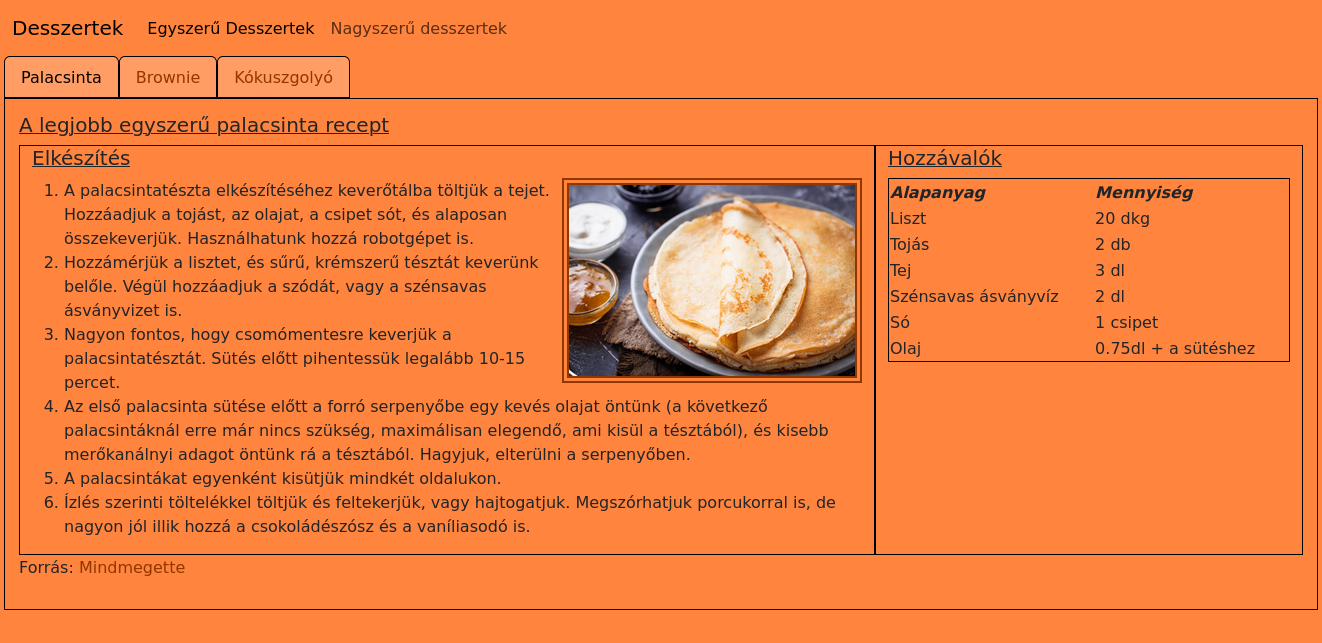 Desszertek Egyszerű Desszertek Nagyszerű desszertek
Palacsinta Brownie Kókuszgolyó
A legjobb egyszerű palacsinta recept
Elkészítés
1. A palacsintatészta elkészítéséhez keverőtálba töltjük a tejet.
Hozzáadjuk a tojást, az olajat, a csipet sót, és alaposan
összekeverjük. Használhatunk hozzá robotgépet is.
2. Hozzámérjük a lisztet, és sűrű, krémszerű tésztát keverünk
belőle. Végül hozzáadjuk a szódát, vagy a szénsavas
ásványvizet is.
3. Nagyon fontos, hogy csomómentesre keverjük a
palacsintatésztát. Sütés előtt pihentessük legalább 10-15
percet.
4. Az első palacsinta sütése előtt a forró serpenyőbe egy kevés olajat öntünk (a következő
palacsintáknál erre már nincs szükség, maximálisan elegendő, ami kisül a tésztából), és kisebb
merőkanálnyi adagot öntünk rá a tésztából. Hagyjuk, elterülni a serpenyőben.
5. A palacsintákat egyenként kisütjük mindkét oldalukon.
6. Ízlés szerinti töltelékkel töltjük és feltekerjük, vagy hajtogatjuk. Megszórhatjuk porcukorral is, de
nagyon jól illik hozzá a csokoládészósz és a vaníliasodó is.
Hozzávalók
Alapanyag Mennyiség
Liszt 20 dkg
Tojás 2 db
Tej 3 dl
Szénsavas ásványvíz 2 dl
Só 1 csipet
Olaj 0.75dl + a sütéshez
Forrás: Mindmegette